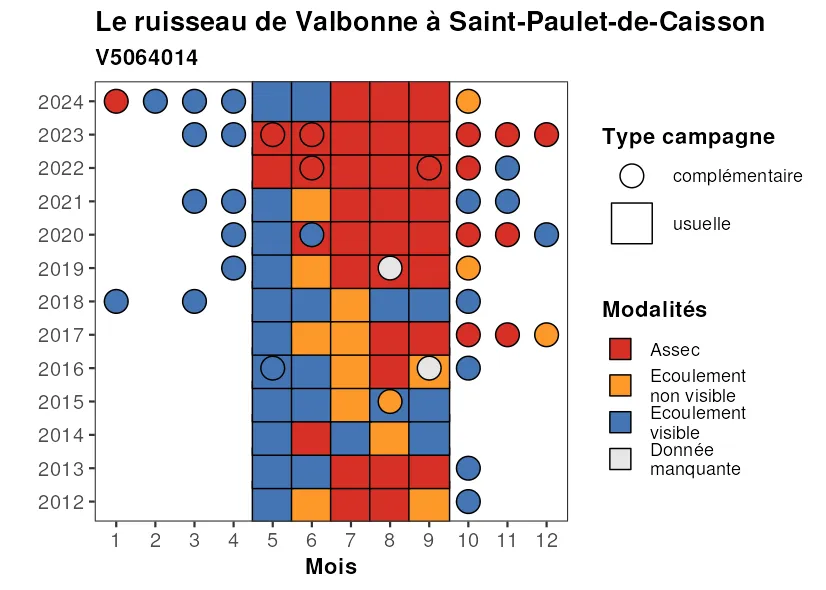 Le ruisseau de Valbonne à Saint-Paulet-de-Caisson
V5064014
2024
2023
2022
2021
2020
2019
2018
2017
2016
2015
2014
2013
2012
1 2 3 4 5 6 7 8 9 10 11 12
Mois
Type campagne
complémentaire
usuelle
Modalités
Assec
Ecoulement
non visible
Ecoulement
visible
Donnée
manquante